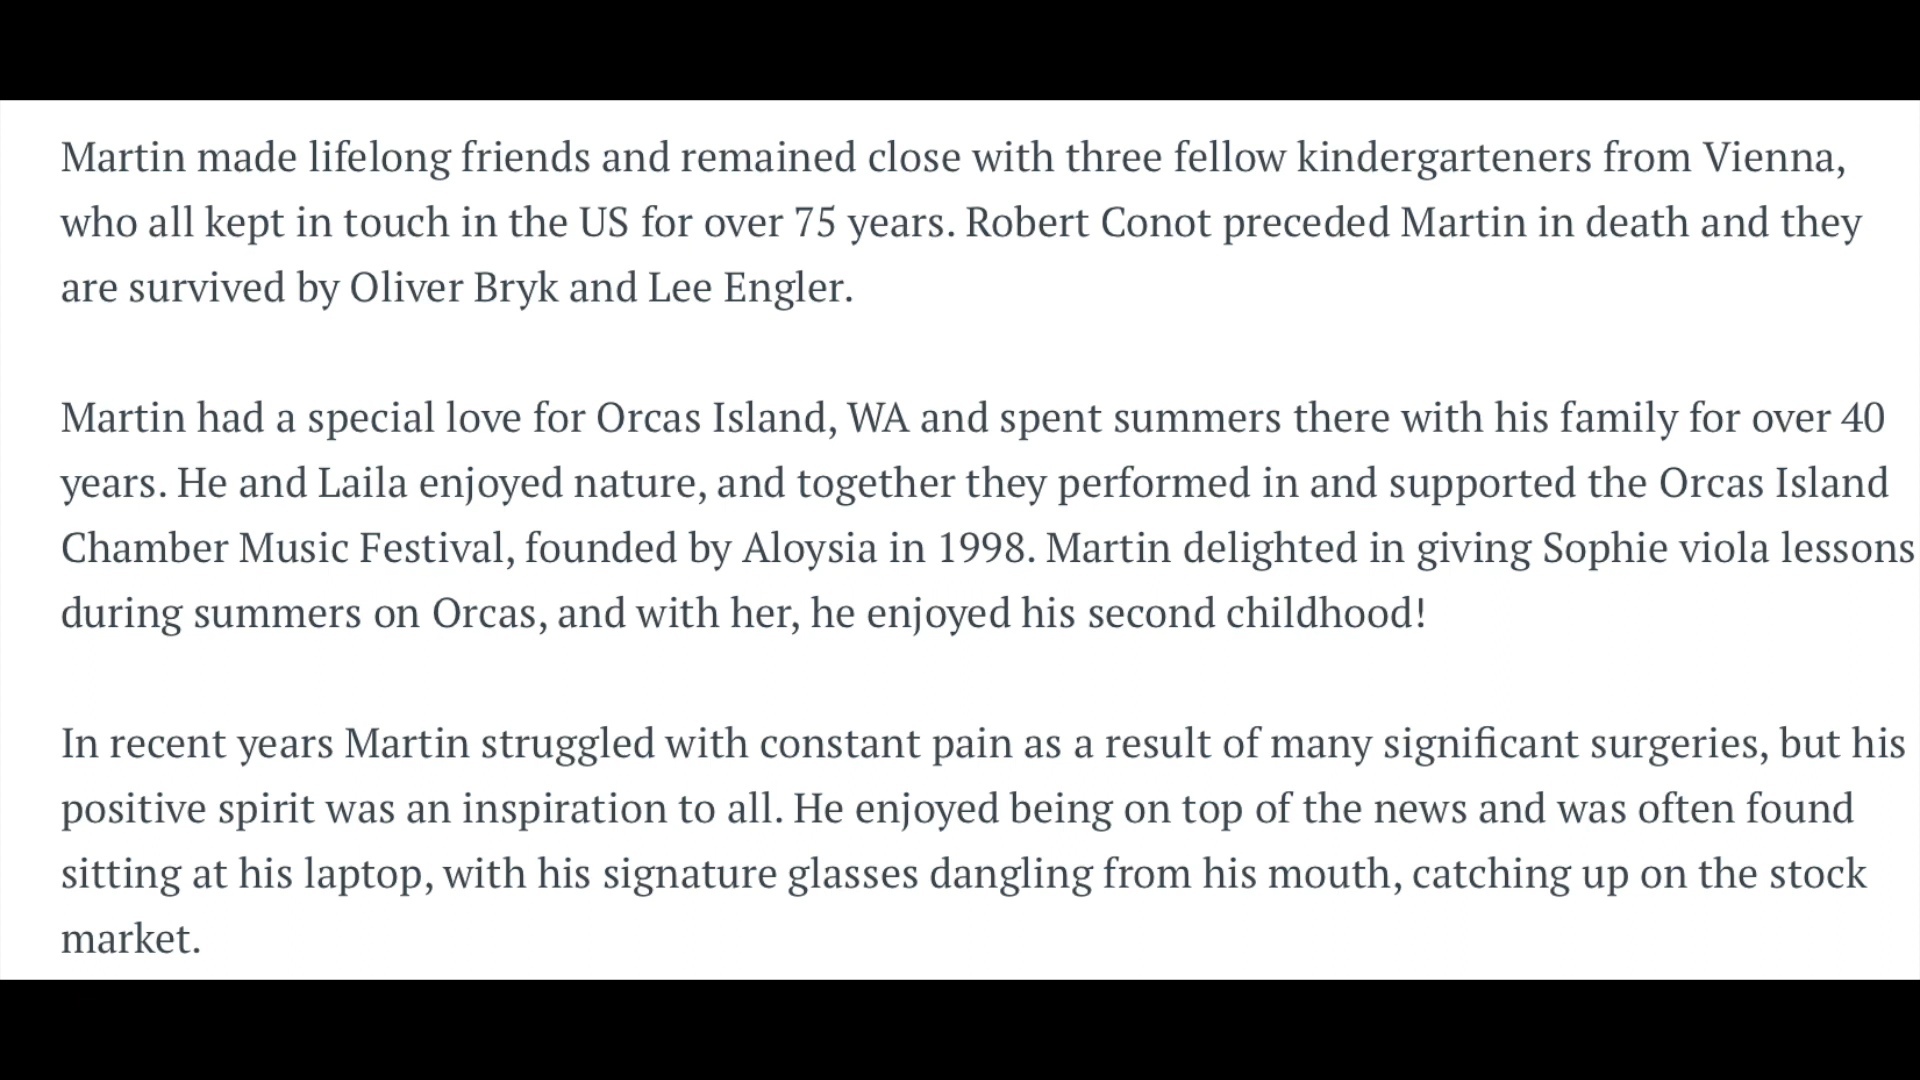 Martin made lifelong friends and remained close with three fellow kindergarteners from Vienna,
who all kept in touch in the US for over 75 years. Robert Conot preceded Martin in death and they
are survived by Oliver Bryk and Lee Engler.
Martin had a special love for Orcas Island, WA and spent summers there with his family for over 40
years. He and Laila enjoyed nature, and together they performed in and supported the Orcas Island
Chamber Music Festival, founded by Aloysia in 1998. Martin delighted in giving Sophie viola lessons
during summers on Orcas, and with her, he enjoyed his second childhood!
In recent years Martin struggled with constant pain as a result of many significant surgeries, but his
positive spirit was an inspiration to all. He enjoyed being on top of the news and was often found
sitting at his laptop, with his signature glasses dangling from his mouth, catching up on the stock
market.